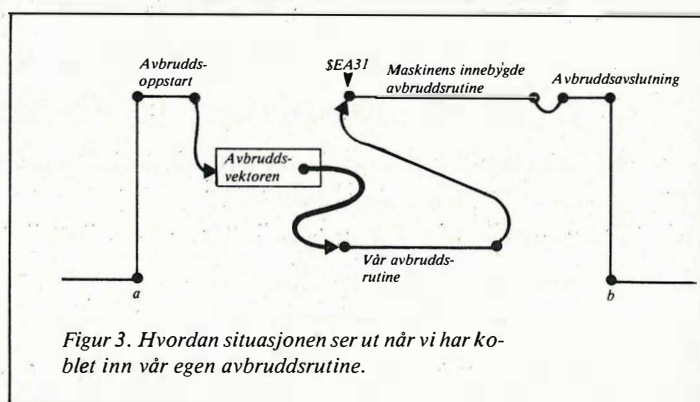 Avbrudds-
oppstart
$EA31
Maskinens innebygde
avbruddsrutine
Avbruddsavslutning
Avbrudds-
vektoren
Vår avbrudds-
rutine
a
b
Figur 3. Hvordan situasjonen ser ut når vi har ko-
blet inn vår egen avbruddsrutine.